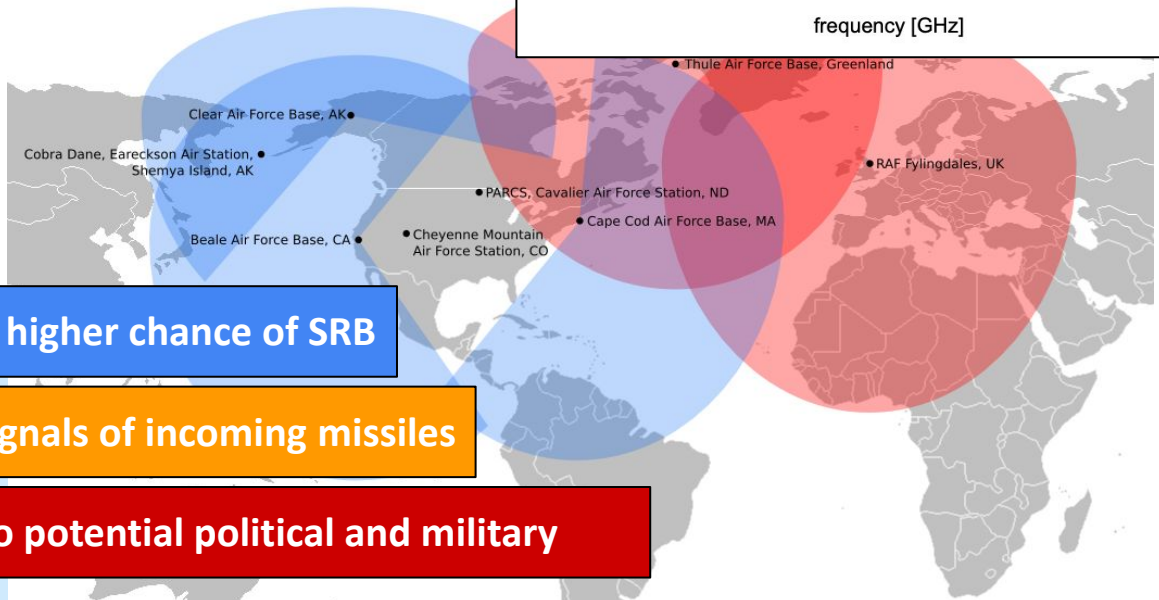 frequency [GHz]
Thule Air Force Base, Greenland
Clear Air Force Base, AK
Cobra Dane, Eareckson Air Station,
Shemya Island, AK
RAF Fylingdales, UK
PARCS, Cavalier Air Force Station, ND
Cape Cod Air Force Base, MA
Beale Air Force Base, CA
Cheyenne Mountain
Air Force Station, CO
higher chance of SRB
gnals of incoming missiles
o potential political and military